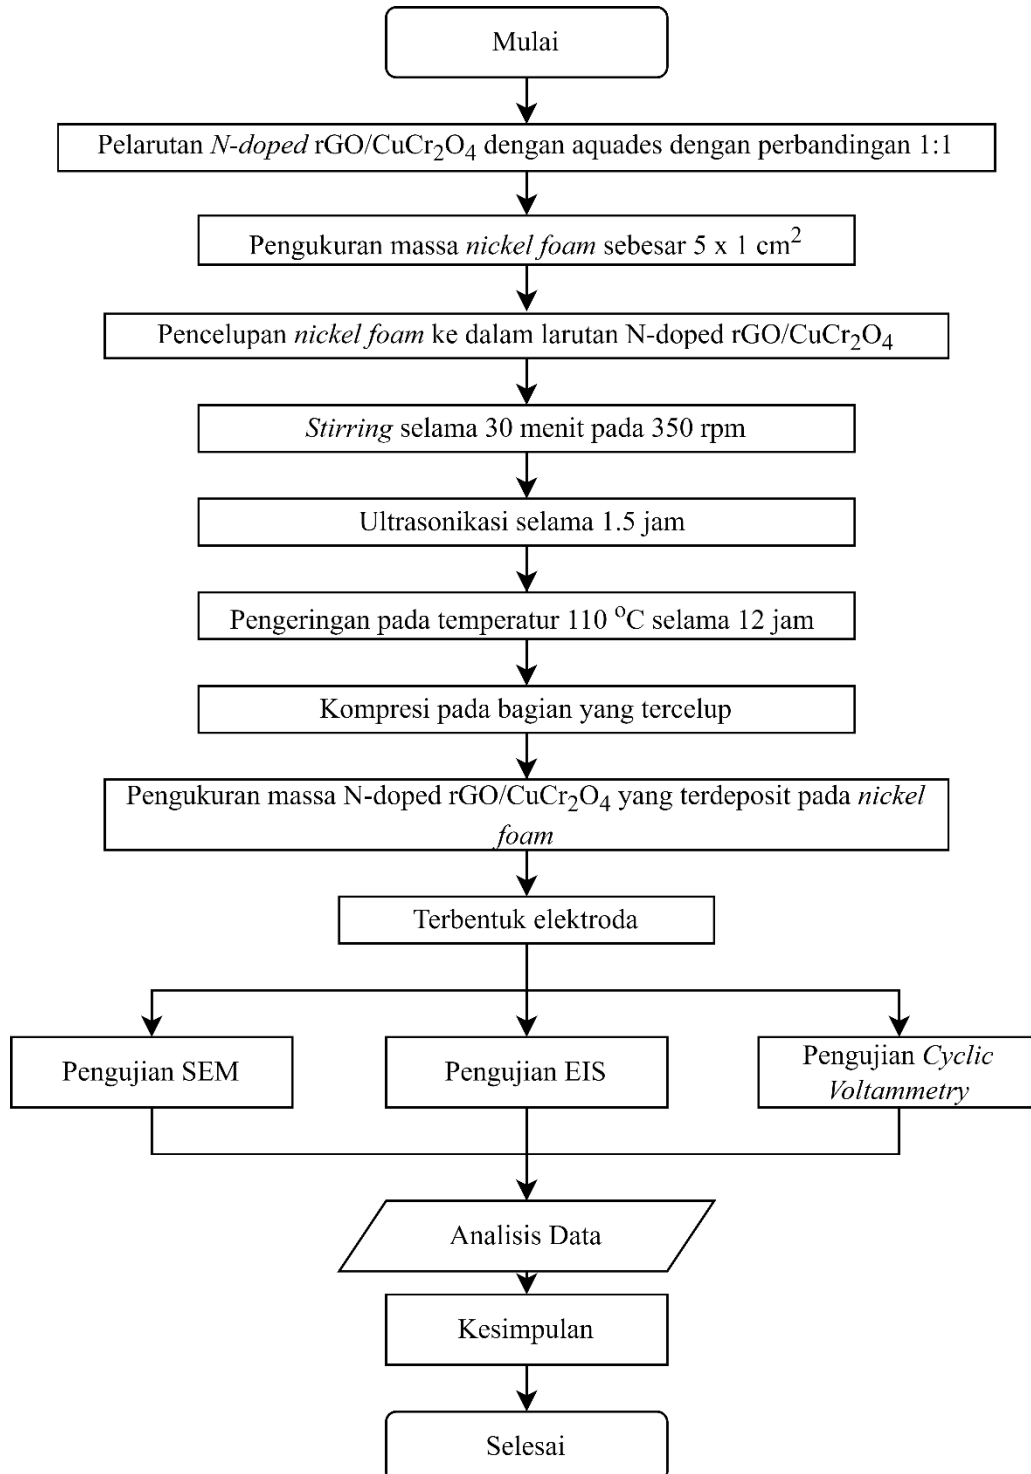 Mulai
Pelarutan N-doped rGO/CuCr₂O₄ dengan aquades dengan perbandingan 1:1
Pengukuran massa nickel foam sebesar 5 x 1 cm²
Pencelupan nickel foam ke dalam larutan N-doped rGO/CuCr₂O₄
Stirring selama 30 menit pada 350 rpm
Ultrasonikasi selama 1.5 jam
Pengeringan pada temperatur 110 ᵒC selama 12 jam
Kompresi pada bagian yang tercelup
Pengukuran massa N-doped rGO/CuCr₂O₄ yang terdeposit pada nickel
foam
Terbentuk elektroda
Pengujian SEM
Pengujian EIS
Pengujian Cyclic
Voltammetry
Analisis Data
Kesimpulan
Selesai